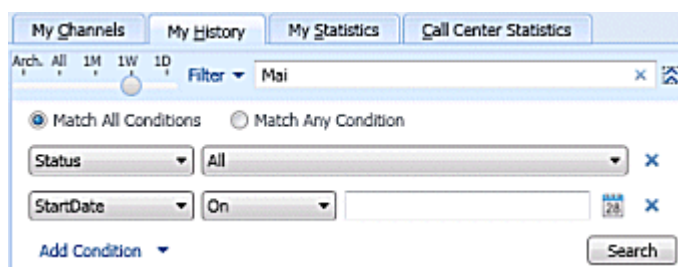 My Channels My History My Statistics Call Center Statistics
Arch. All 1M 1W 1D Filter Mai
Match All Conditions Match Any Condition
Status All
StartDate On 28
Add Condition Search